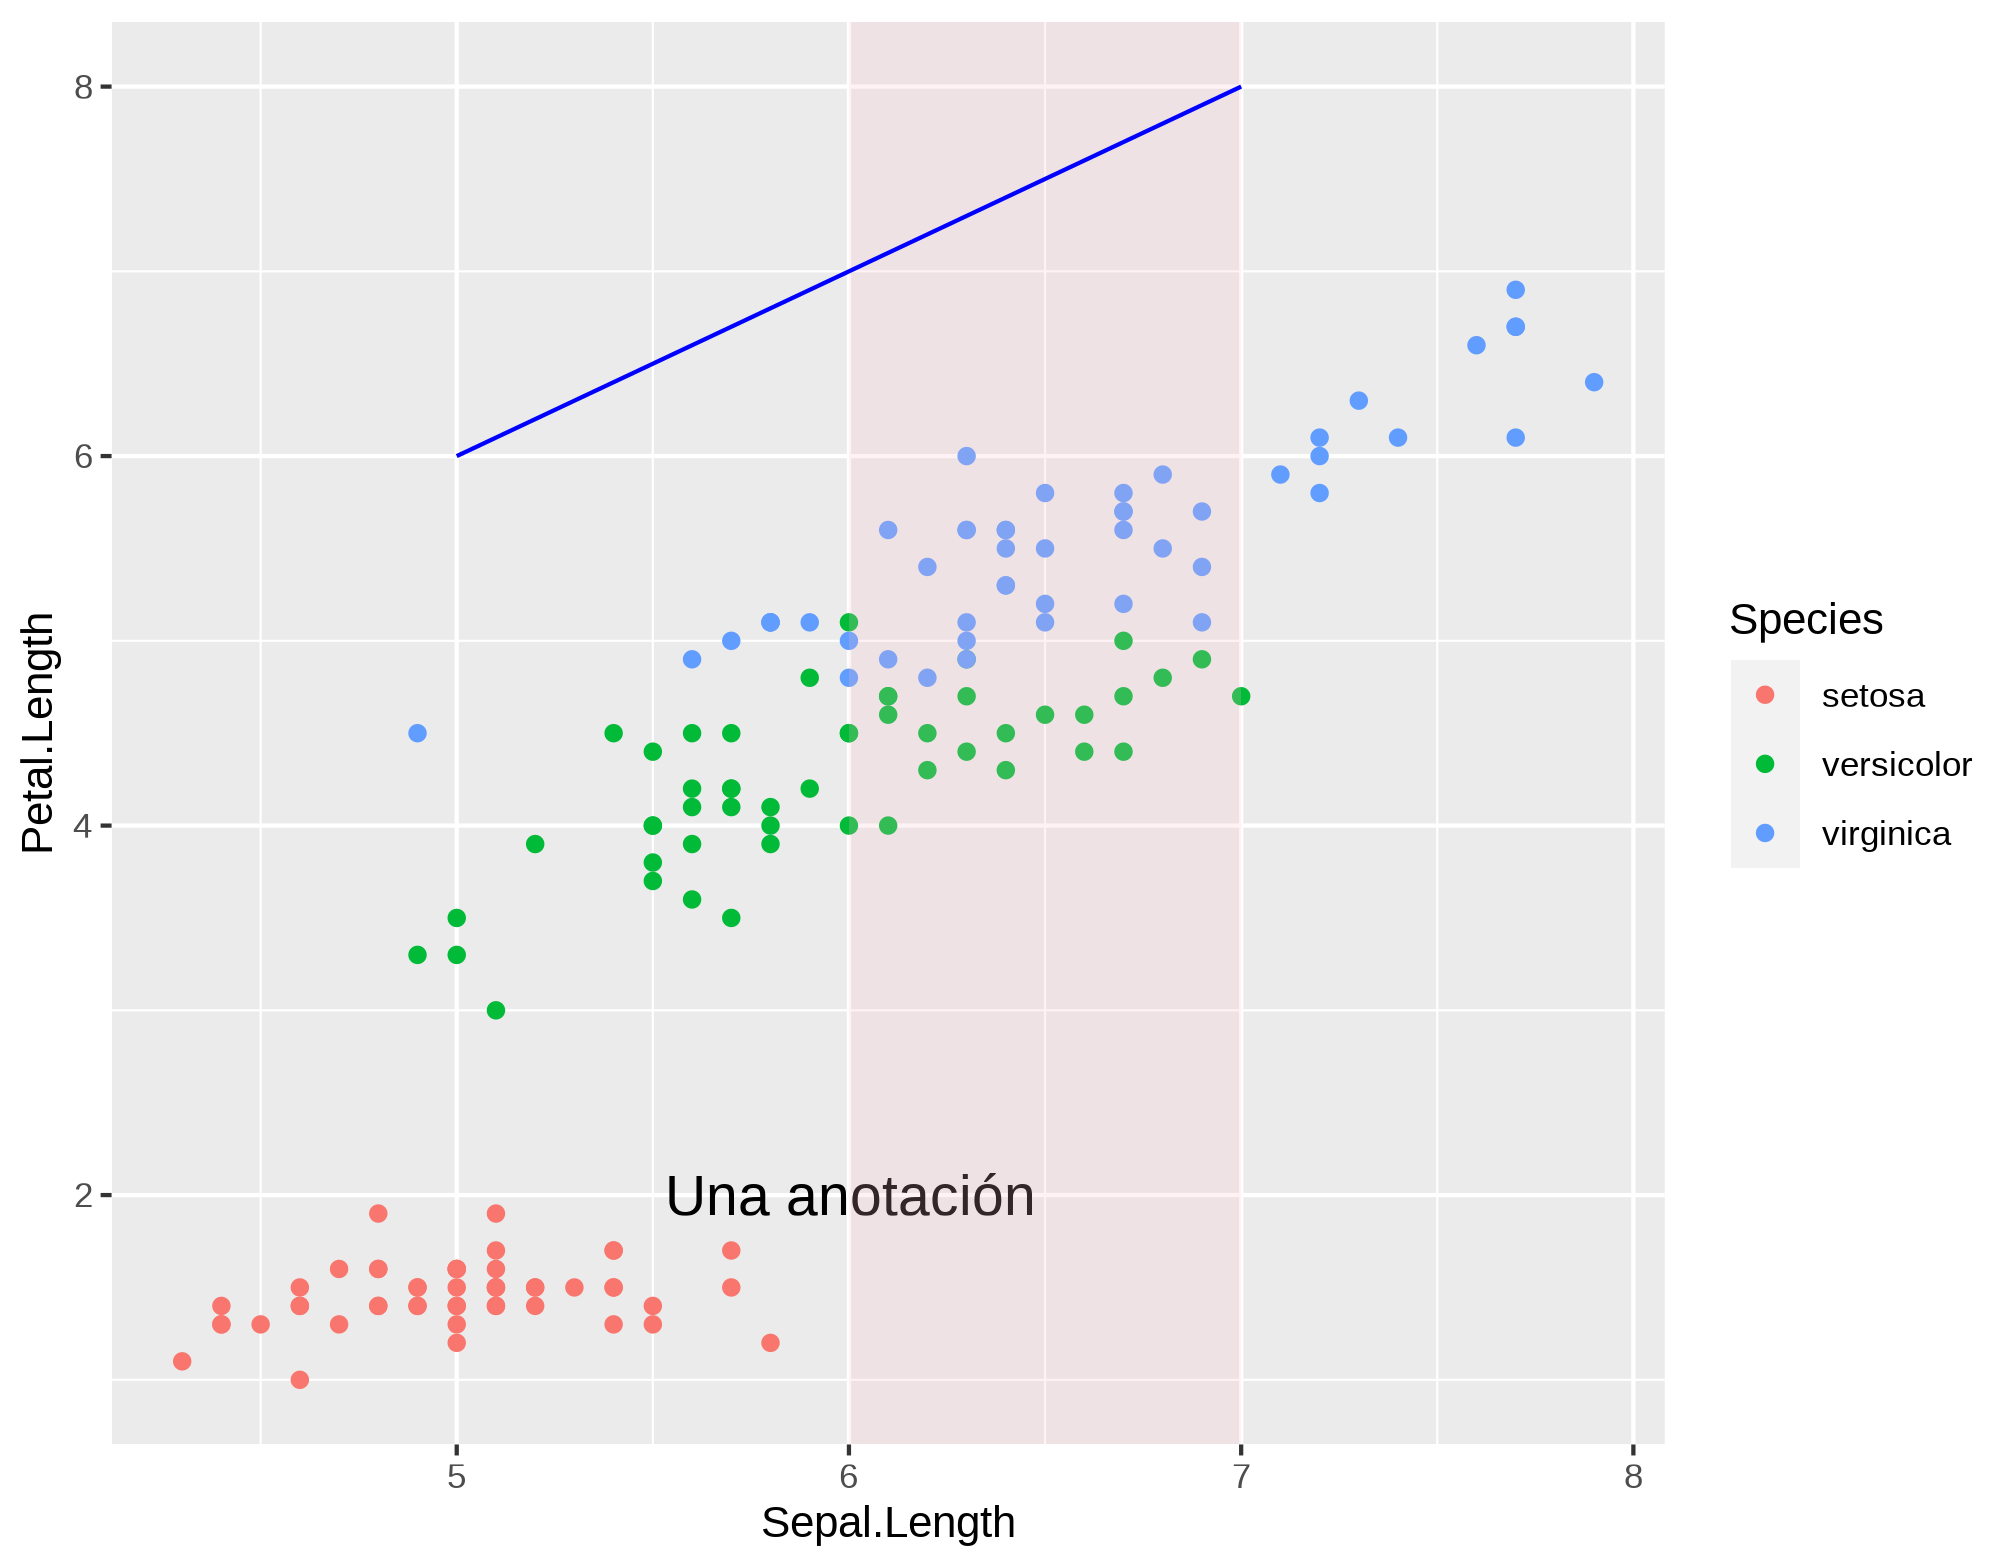 8
6
4
2
Petal.Length
Una anotación
5 6 7 8
Sepal.Length
Species
setosa
versicolor
virginica